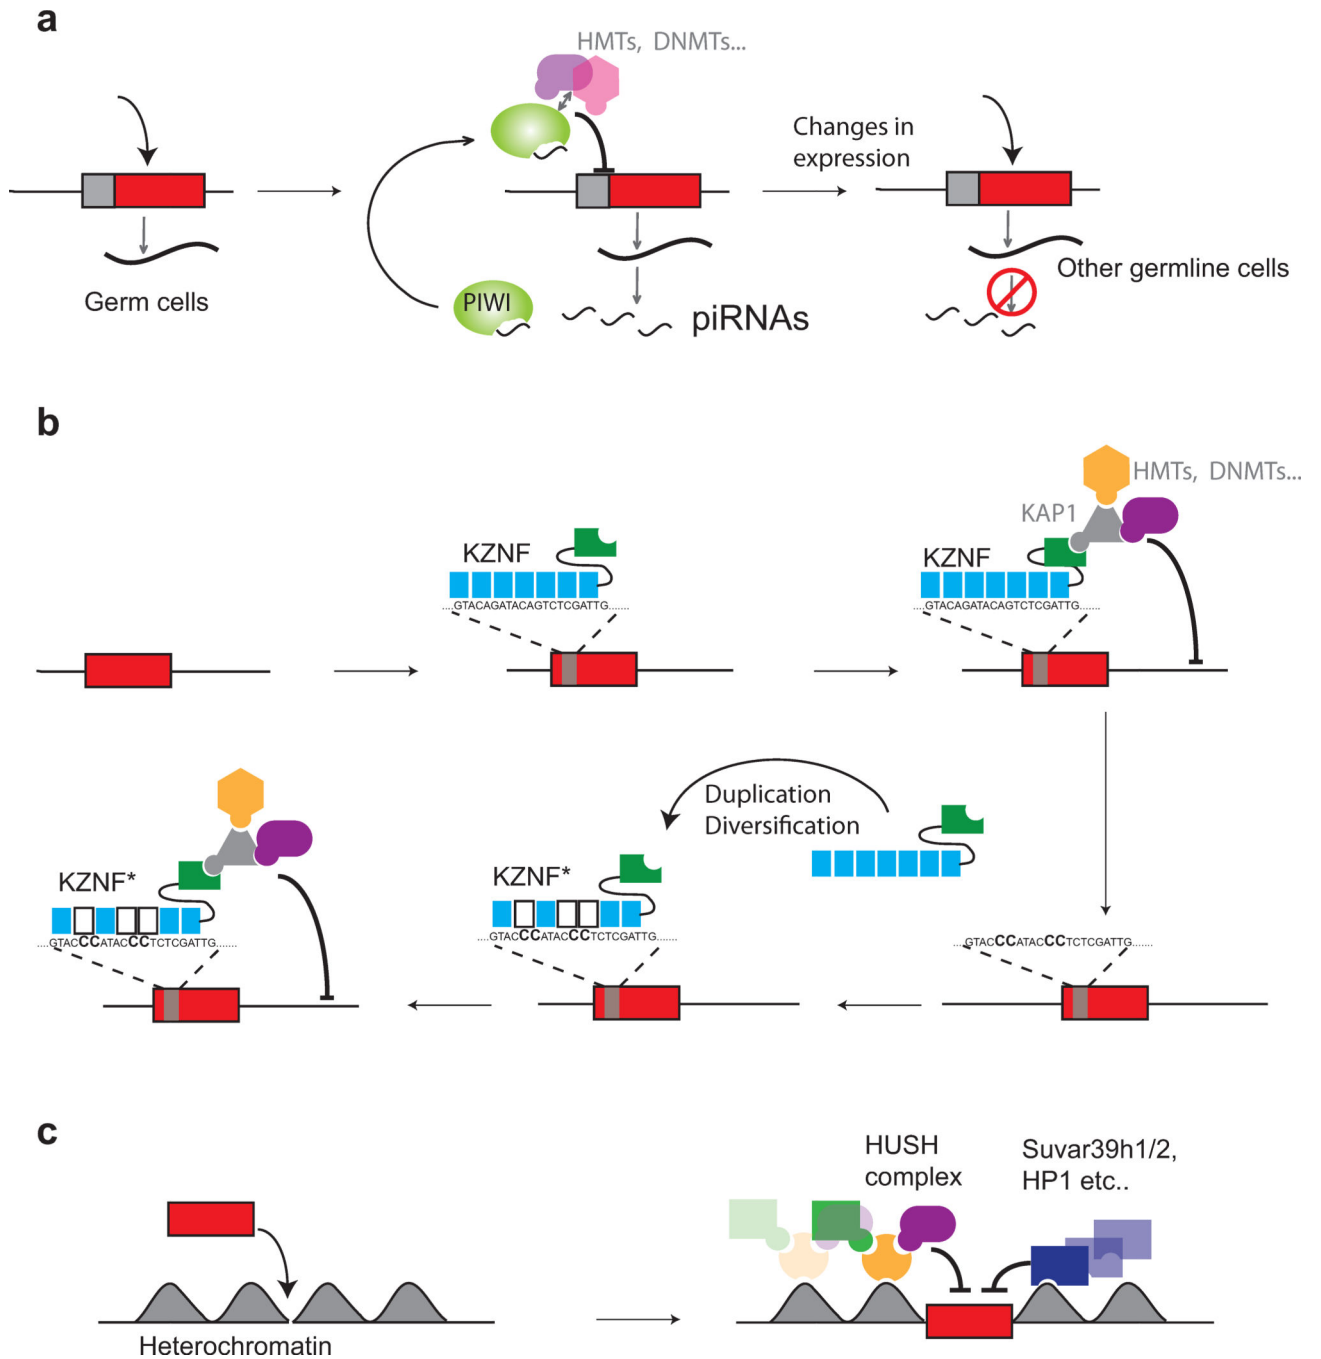 a
HMTs, DNMTs...
Changes in
expression
Germ cells
PIWI
piRNAs
Other germline cells
b
HMTs, DNMTs...
KAP1
KZNF
....GTACAGATACAGTCTCGATTG......
KZNF
....GTACAGATACAGTCTCGATTG......
Duplication
Diversification
KZNF*
....GTACCCATACCCTCTCGATTG......
KZNF*
....GTACCCATACCCTCTCGATTG......
....GTACCCATACCCTCTCGATTG......
c
HUSH
complex
Suvar39h1/2,
HP1 etc..
Heterochromatin